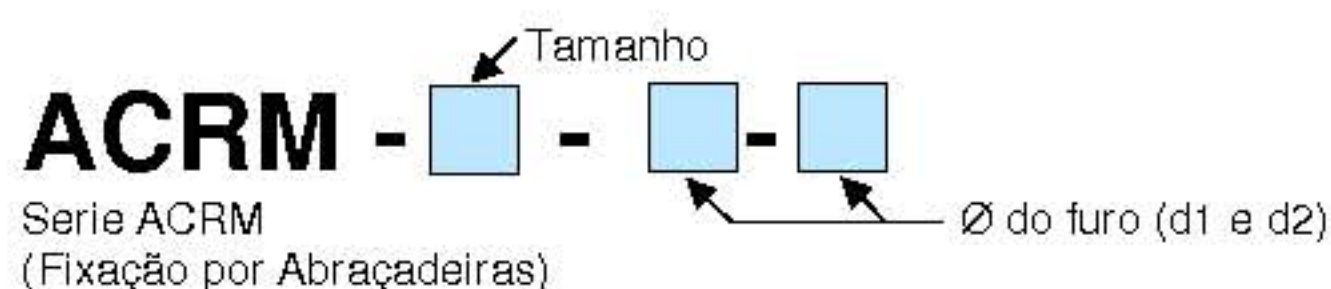 Tamanho
ACRM - - -
Serie ACRM
Ø do furo (d1 e d2)
(Fixação por Abraçadeiras)